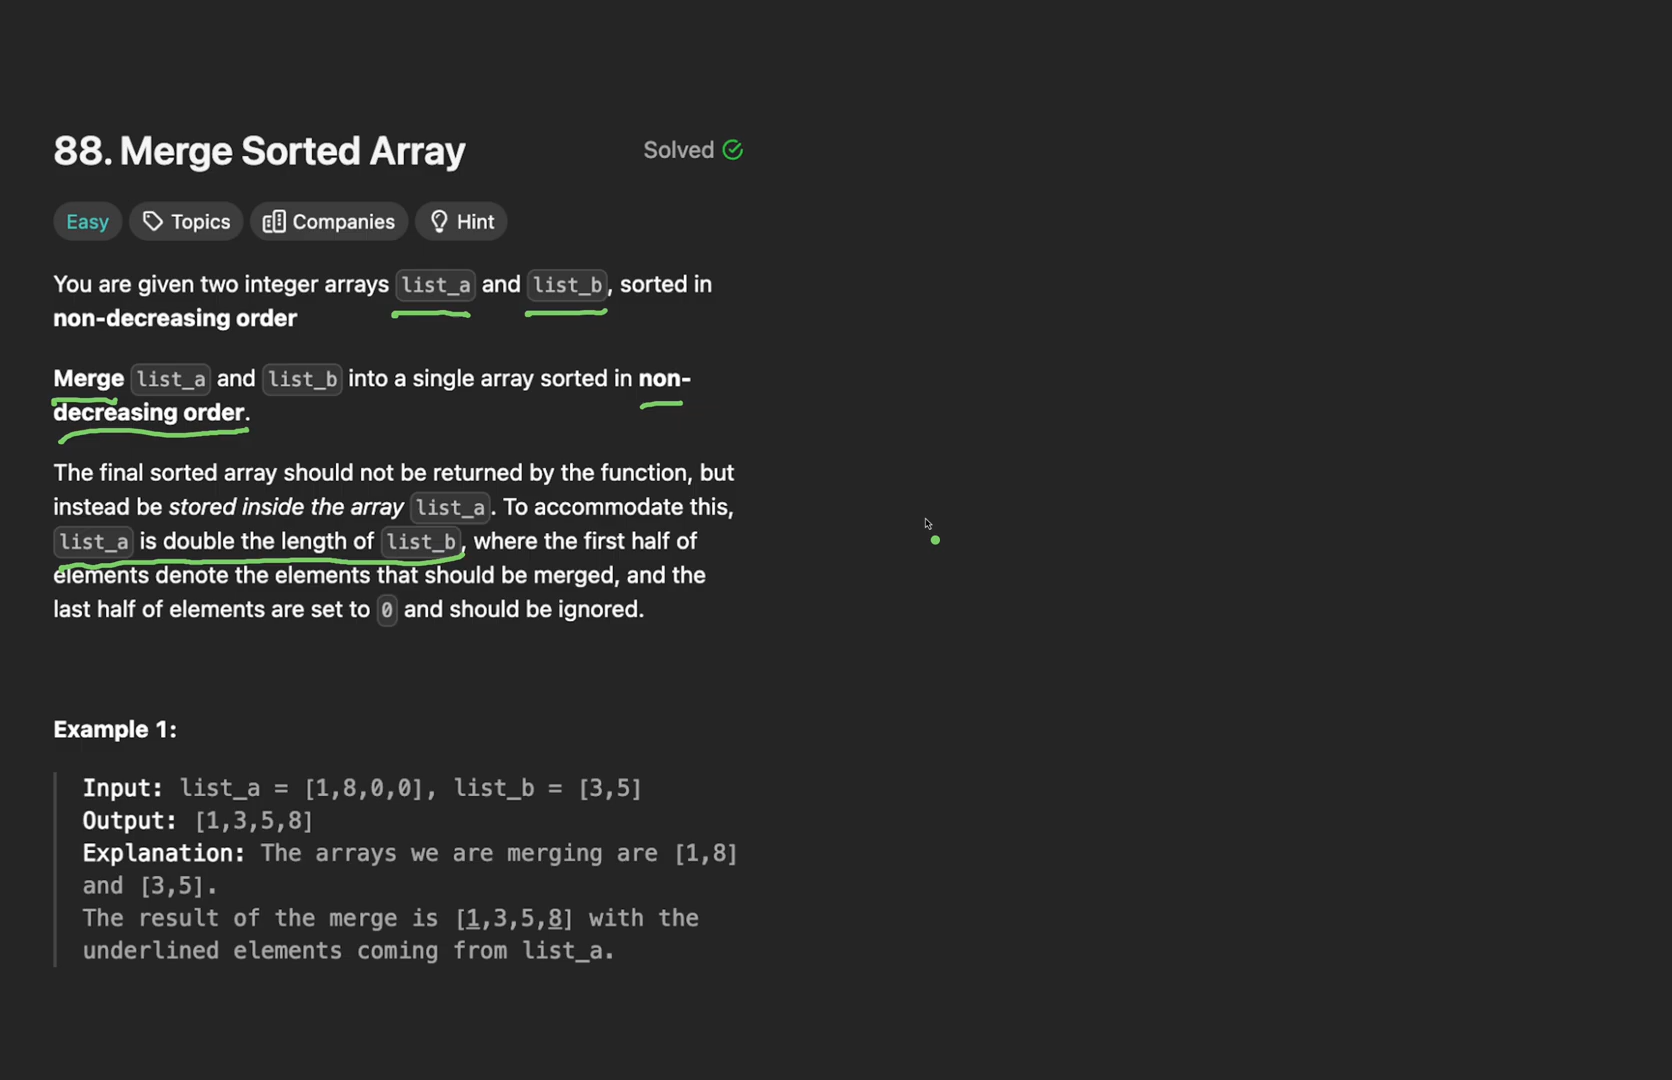 88. Merge Sorted Array
Solved
Easy
Topics
Companies
Hint
You are given two integer arrays list_a and list_b, sorted in
non-decreasing order
Merge list_a and list_b into a single array sorted in non-
decreasing order.
The final sorted array should not be returned by the function, but
instead be stored inside the array list_a. To accommodate this,
list_a is double the length of list_b, where the first half of
elements denote the elements that should be merged, and the
last half of elements are set to 0 and should be ignored.
Example 1:
Input: list_a = [1,8,0,0], list_b = [3,5]
Output: [1,3,5,8]
Explanation: The arrays we are merging are [1,8]
and [3,5].
The result of the merge is [1,3,5,8] with the
underlined elements coming from list_a.